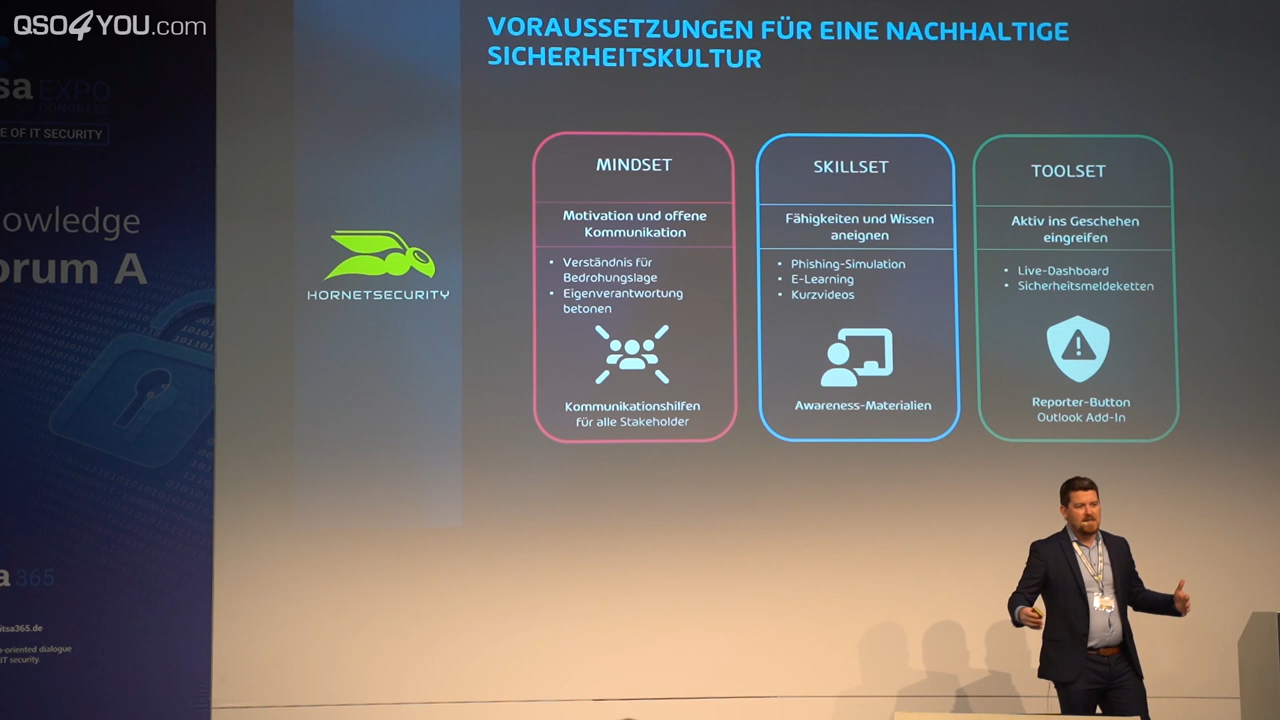 QSO4YOU.com
sa EXPO
CONGRESS
E OF IT SECURITY
owledge
orum A
a 365
itsa365.de
-oriented dialogue
IT security
HORNETSECURITY
VORAUSSETZUNGEN FÜR EINE NACHHALTIGE
SICHERHEITSKULTUR
MINDSET
Motivation und offene
Kommunikation
• Verständnis für
Bedrohungslage
• Eigenverantwortung
betonen
Kommunikationshilfen
für alle Stakeholder
SKILLSET
Fähigkeiten und Wissen
aneignen
• Phishing-Simulation
• E-Learning
• Kurzvideos
Awareness-Materialien
TOOLSET
Aktiv ins Geschehen
eingreifen
• Live-Dashboard
• Sicherheitsmeldeketten
Reporter-Button
Outlook Add-In